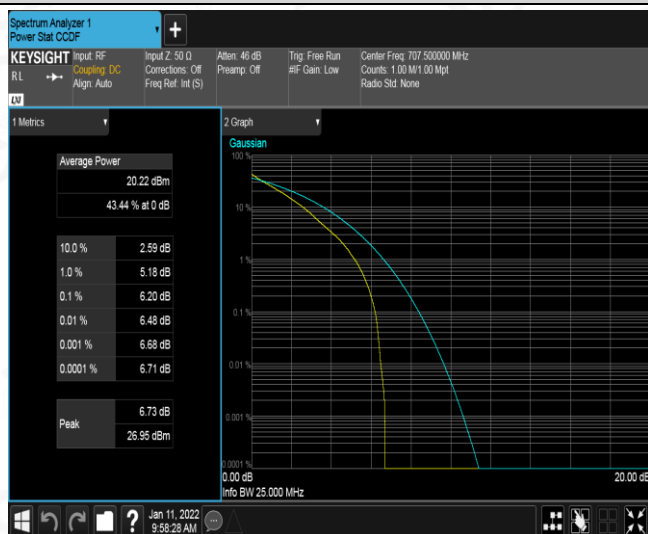 Spectrum Analyzer 1
Power Stat CCDF
+
KEYSIGHT
RL
LXI
Input: RF
Coupling: DC
Align: Auto
Input Z: 50 Ω
Corrections: Off
Freq Ref: Int (S)
Atten: 46 dB
Preamp: Off
Trig: Free Run
#IF Gain: Low
Center Freq: 707.500000 MHz
Counts: 1.00 M/1.00 Mpt
Radio Std: None
1 Metrics
Average Power
20.22 dBm
43.44 % at 0 dB
10.0 % 2.59 dB
1.0 % 5.18 dB
0.1 % 6.20 dB
0.01 % 6.48 dB
0.001 % 6.68 dB
0.0001 % 6.71 dB
Peak
6.73 dB
26.95 dBm
2 Graph
Gaussian
100 %
10 %
1 %
0.1 %
0.01 %
0.001 %
0.0001 %
0.00 dB 20.00 dB
Info BW 25.000 MHz
?
Jan 11, 2022
9:58:28 AM